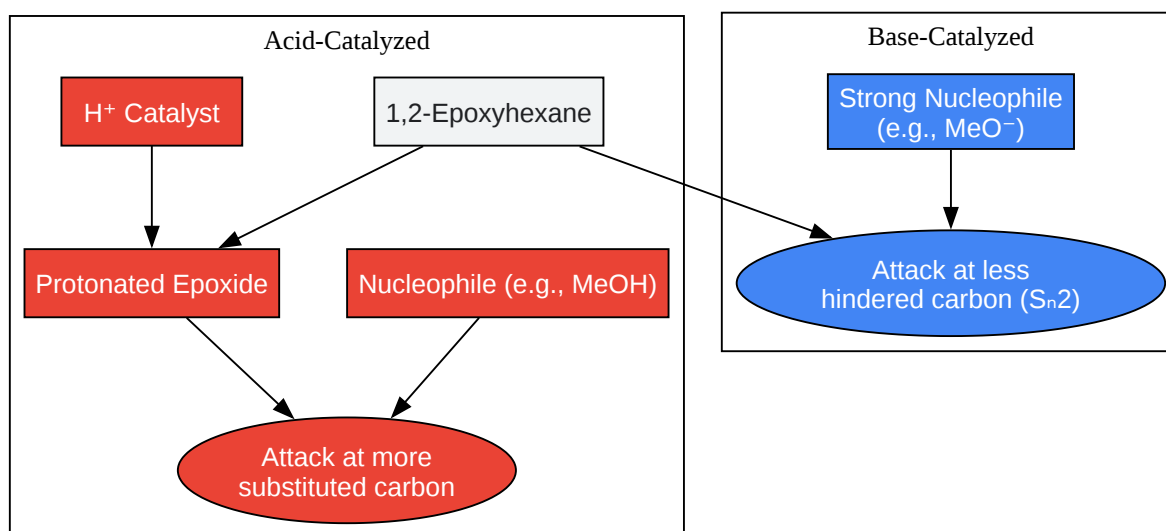 Acid-Catalyzed
H⁺ Catalyst
1,2-Epoxyhexane
Protonated Epoxide
Nucleophile (e.g., MeOH)
Attack at more
substituted carbon
Base-Catalyzed
Strong Nucleophile
(e.g., MeO⁻)
Attack at less
hindered carbon (Sₙ2)